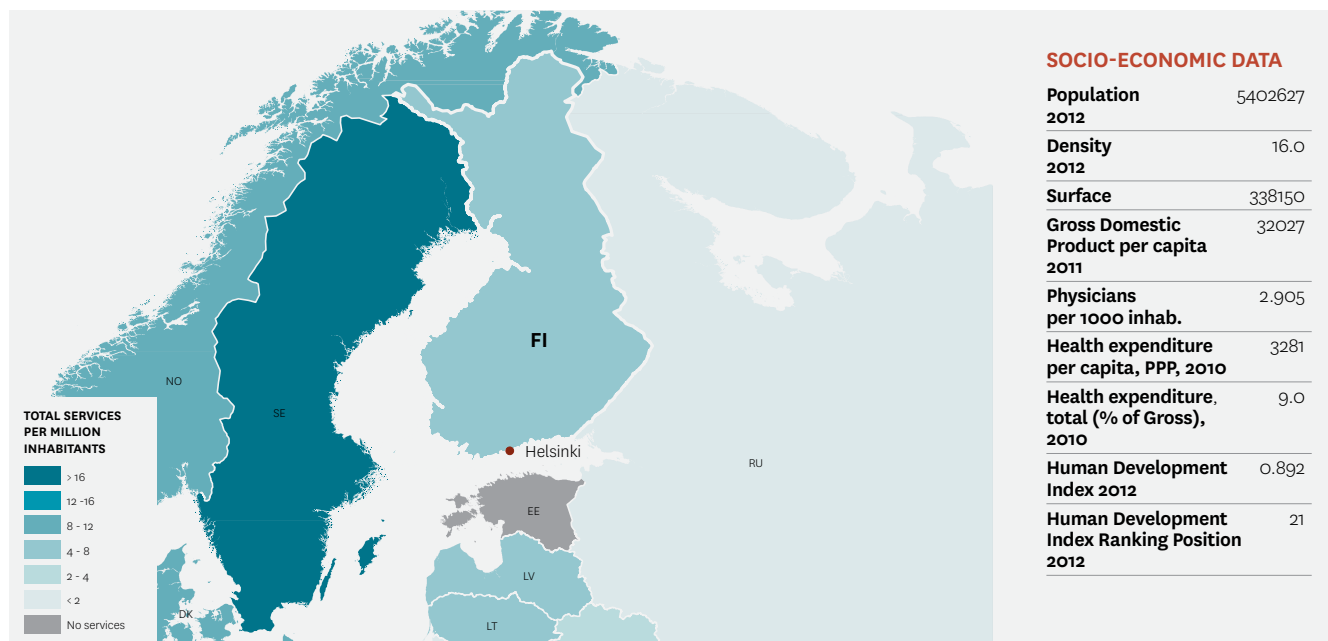 NO
SE
FI
Helsinki
EE
RU
LV
LT
DK
TOTAL SERVICES
PER MILLION
INHABITANTS
> 16
12 -16
8 - 12
4 - 8
2 - 4
< 2
No services
SOCIO-ECONOMIC DATA
Population 5402627
2012
Density 16.0
2012
Surface 338150
Gross Domestic 32027
Product per capita
2011
Physicians 2.905
per 1000 inhab.
Health expenditure 3281
per capita, PPP, 2010
Health expenditure, 9.0
total (% of Gross),
2010
Human Development 0.892
Index 2012
Human Development 21
Index Ranking Position
2012